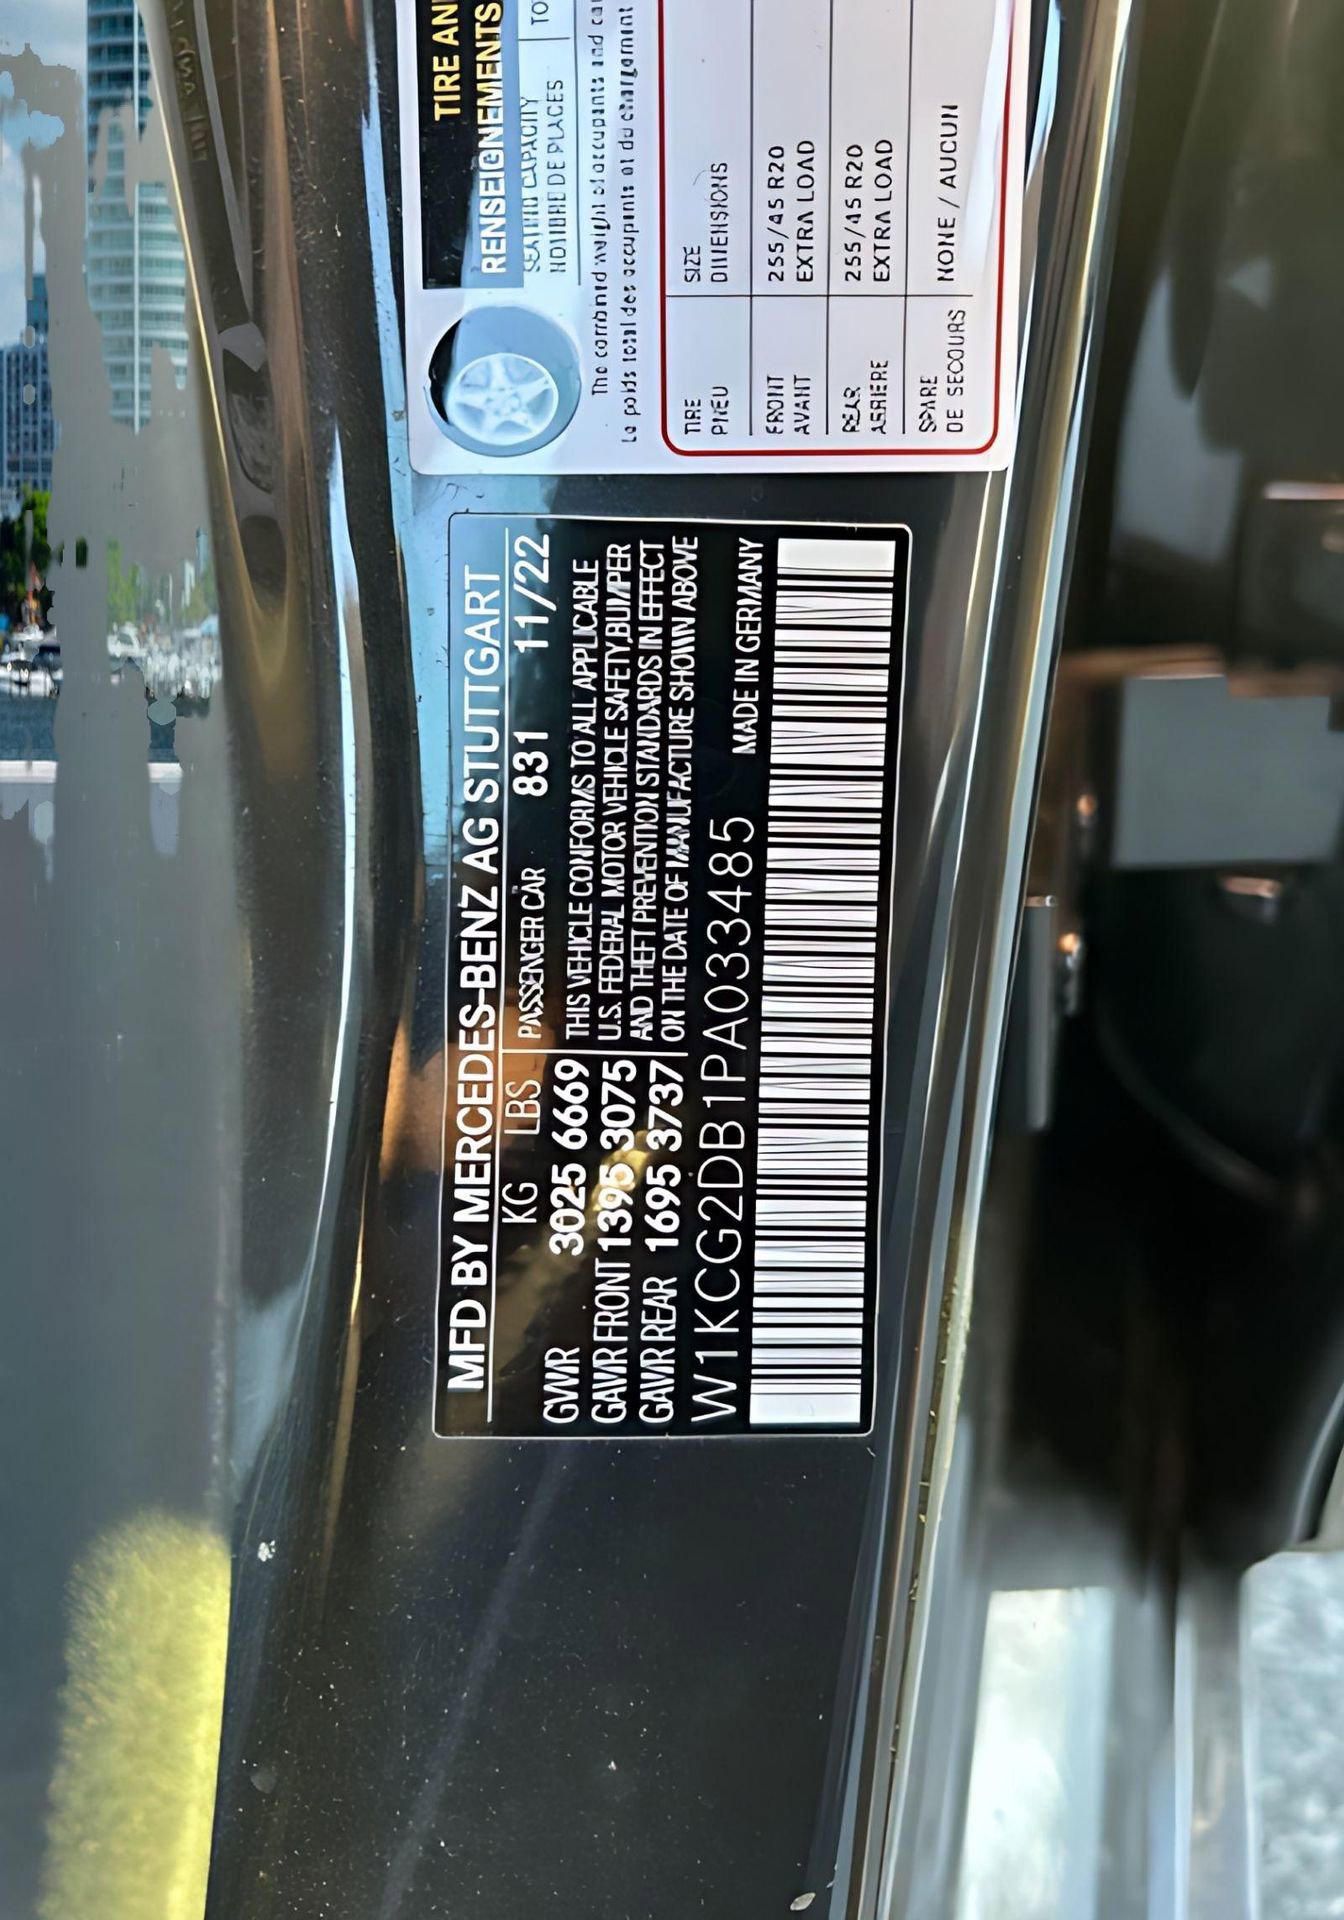 MFD BY MERCEDES-BENZ AG STUTTGART
KG LBS PASSENGER CAR 831 11/22
GVWR 3025 6669 THIS VEHICLE CONFORMS TO ALL APPLICABLE
GAWR FRONT 1395 3075 U.S. FEDERAL MOTOR VEHICLE SAFETY,BUMPER
GAWR REAR 1695 3737 AND THEFT PREVENTION STANDARDS IN EFFECT
ON THE DATE OF MANUFACTURE SHOWN ABOVE
W1KCG2DB1PA033485 MADE IN GERMANY
TIRE
RENSEIGNEMENTS
SEATING CAPACITY
NOMBRE DE PLACES
The combined weight of occupants and
Le poids total des occupants et du chargement
TIRE SIZE
PNEU DIMENSIONS
FRONT 255/45 R20
AVANT EXTRA LOAD
REAR 255/45 R20
ARRIERE EXTRA LOAD
SPARE NONE / AUCUN
DE SECOURS